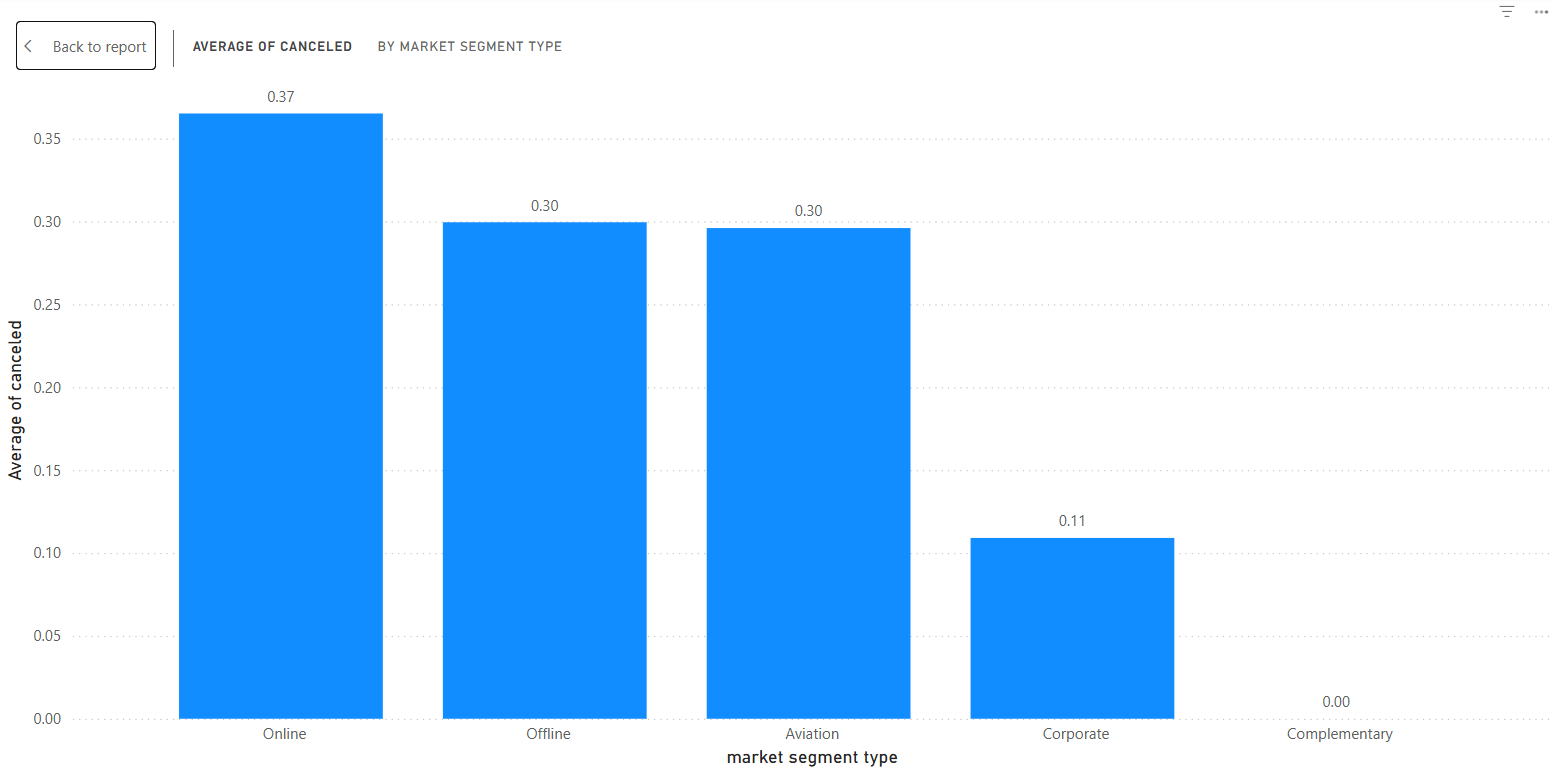 Back to report
AVERAGE OF CANCELED BY MARKET SEGMENT TYPE
0.37
0.35
0.30
0.30
0.30
0.25
0.20
0.15
0.11
0.10
0.05
0.00
0.00
Average of canceled
Online Offline Aviation Corporate Complementary
market segment type